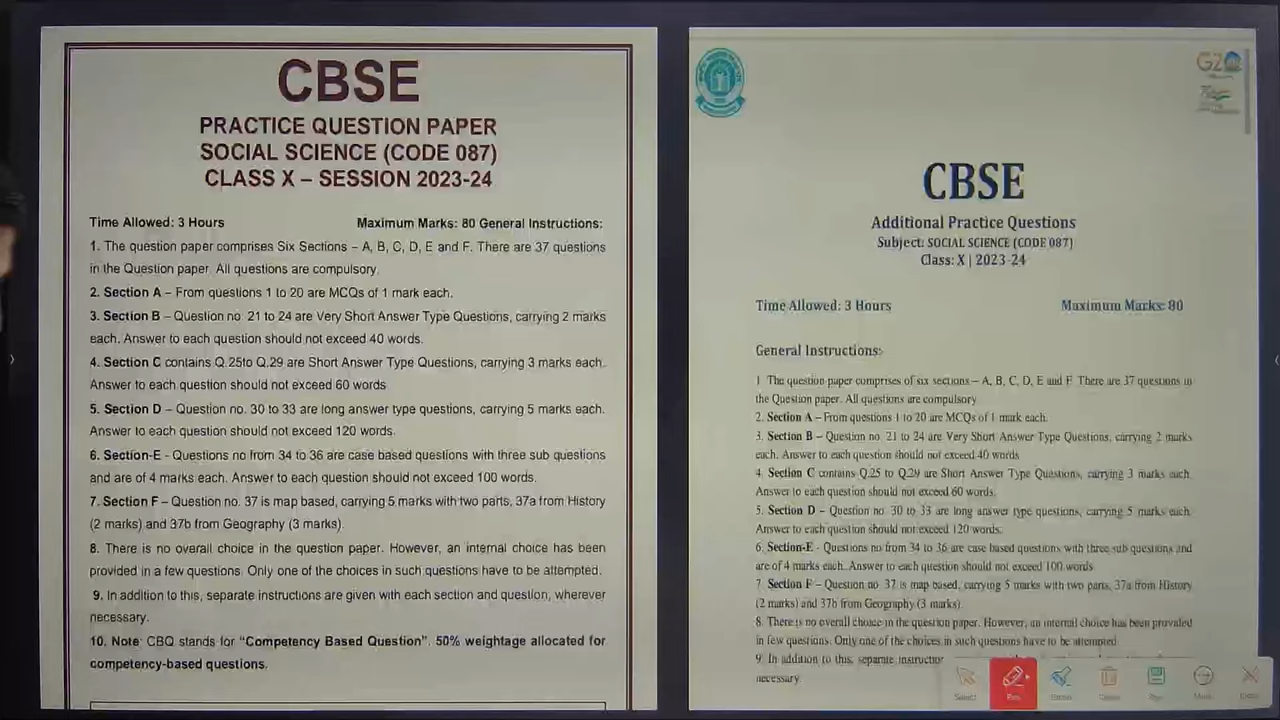 CBSE
PRACTICE QUESTION PAPER
SOCIAL SCIENCE (CODE 087)
CLASS X – SESSION 2023-24
Time Allowed: 3 Hours Maximum Marks: 80 General Instructions:
1. The question paper comprises Six Sections – A, B, C, D, E and F. There are 37 questions
in the Question paper. All questions are compulsory.
2. Section A – From questions 1 to 20 are MCQs of 1 mark each.
3. Section B – Question no. 21 to 24 are Very Short Answer Type Questions, carrying 2 marks
each. Answer to each question should not exceed 40 words.
4. Section C contains Q.25to Q.29 are Short Answer Type Questions, carrying 3 marks each.
Answer to each question should not exceed 60 words
5. Section D – Question no. 30 to 33 are long answer type questions, carrying 5 marks each.
Answer to each question should not exceed 120 words.
6. Section-E - Questions no from 34 to 36 are case based questions with three sub questions
and are of 4 marks each. Answer to each question should not exceed 100 words.
7. Section F – Question no. 37 is map based, carrying 5 marks with two parts, 37a from History
(2 marks) and 37b from Geography (3 marks).
8. There is no overall choice in the question paper. However, an internal choice has been
provided in a few questions. Only one of the choices in such questions have to be attempted.
9. In addition to this, separate instructions are given with each section and question, wherever
necessary.
10. Note: CBQ stands for “Competency Based Question”. 50% weightage allocated for
competency-based questions.
G20
CBSE
Additional Practice Questions
Subject: SOCIAL SCIENCE (CODE 087)
Class: X | 2023-24
Time Allowed: 3 Hours Maximum Marks: 80
General Instructions:
1 The question paper comprises of six sections – A, B, C, D, E and F. There are 37 questions in
the Question paper. All questions are compulsory
2. Section A – From questions 1 to 20 are MCQs of 1 mark each.
3. Section B – Question no. 21 to 24 are Very Short Answer Type Questions, carrying 2 marks
each. Answer to each question should not exceed 40 words
4. Section C contains Q.25 to Q.29 are Short Answer Type Questions, carrying 3 marks each.
Answer to each question should not exceed 60 words.
5. Section D – Question no. 30 to 33 are long answer type questions, carrying 5 marks each.
Answer to each question should not exceed 120 words.
6. Section-E - Questions no from 34 to 36 are case based questions with three sub questions and
are of 4 marks each. Answer to each question should not exceed 100 words
7. Section F – Question no. 37 is map based, carrying 5 marks with two parts, 37a from History
(2 marks) and 37b from Geography (3 marks).
8. There is no overall choice in the question paper. However, an internal choice has been provided
in few questions. Only one of the choices in such questions have to be attempted.
9. In addition to this, separate
necessary.
Select Pen